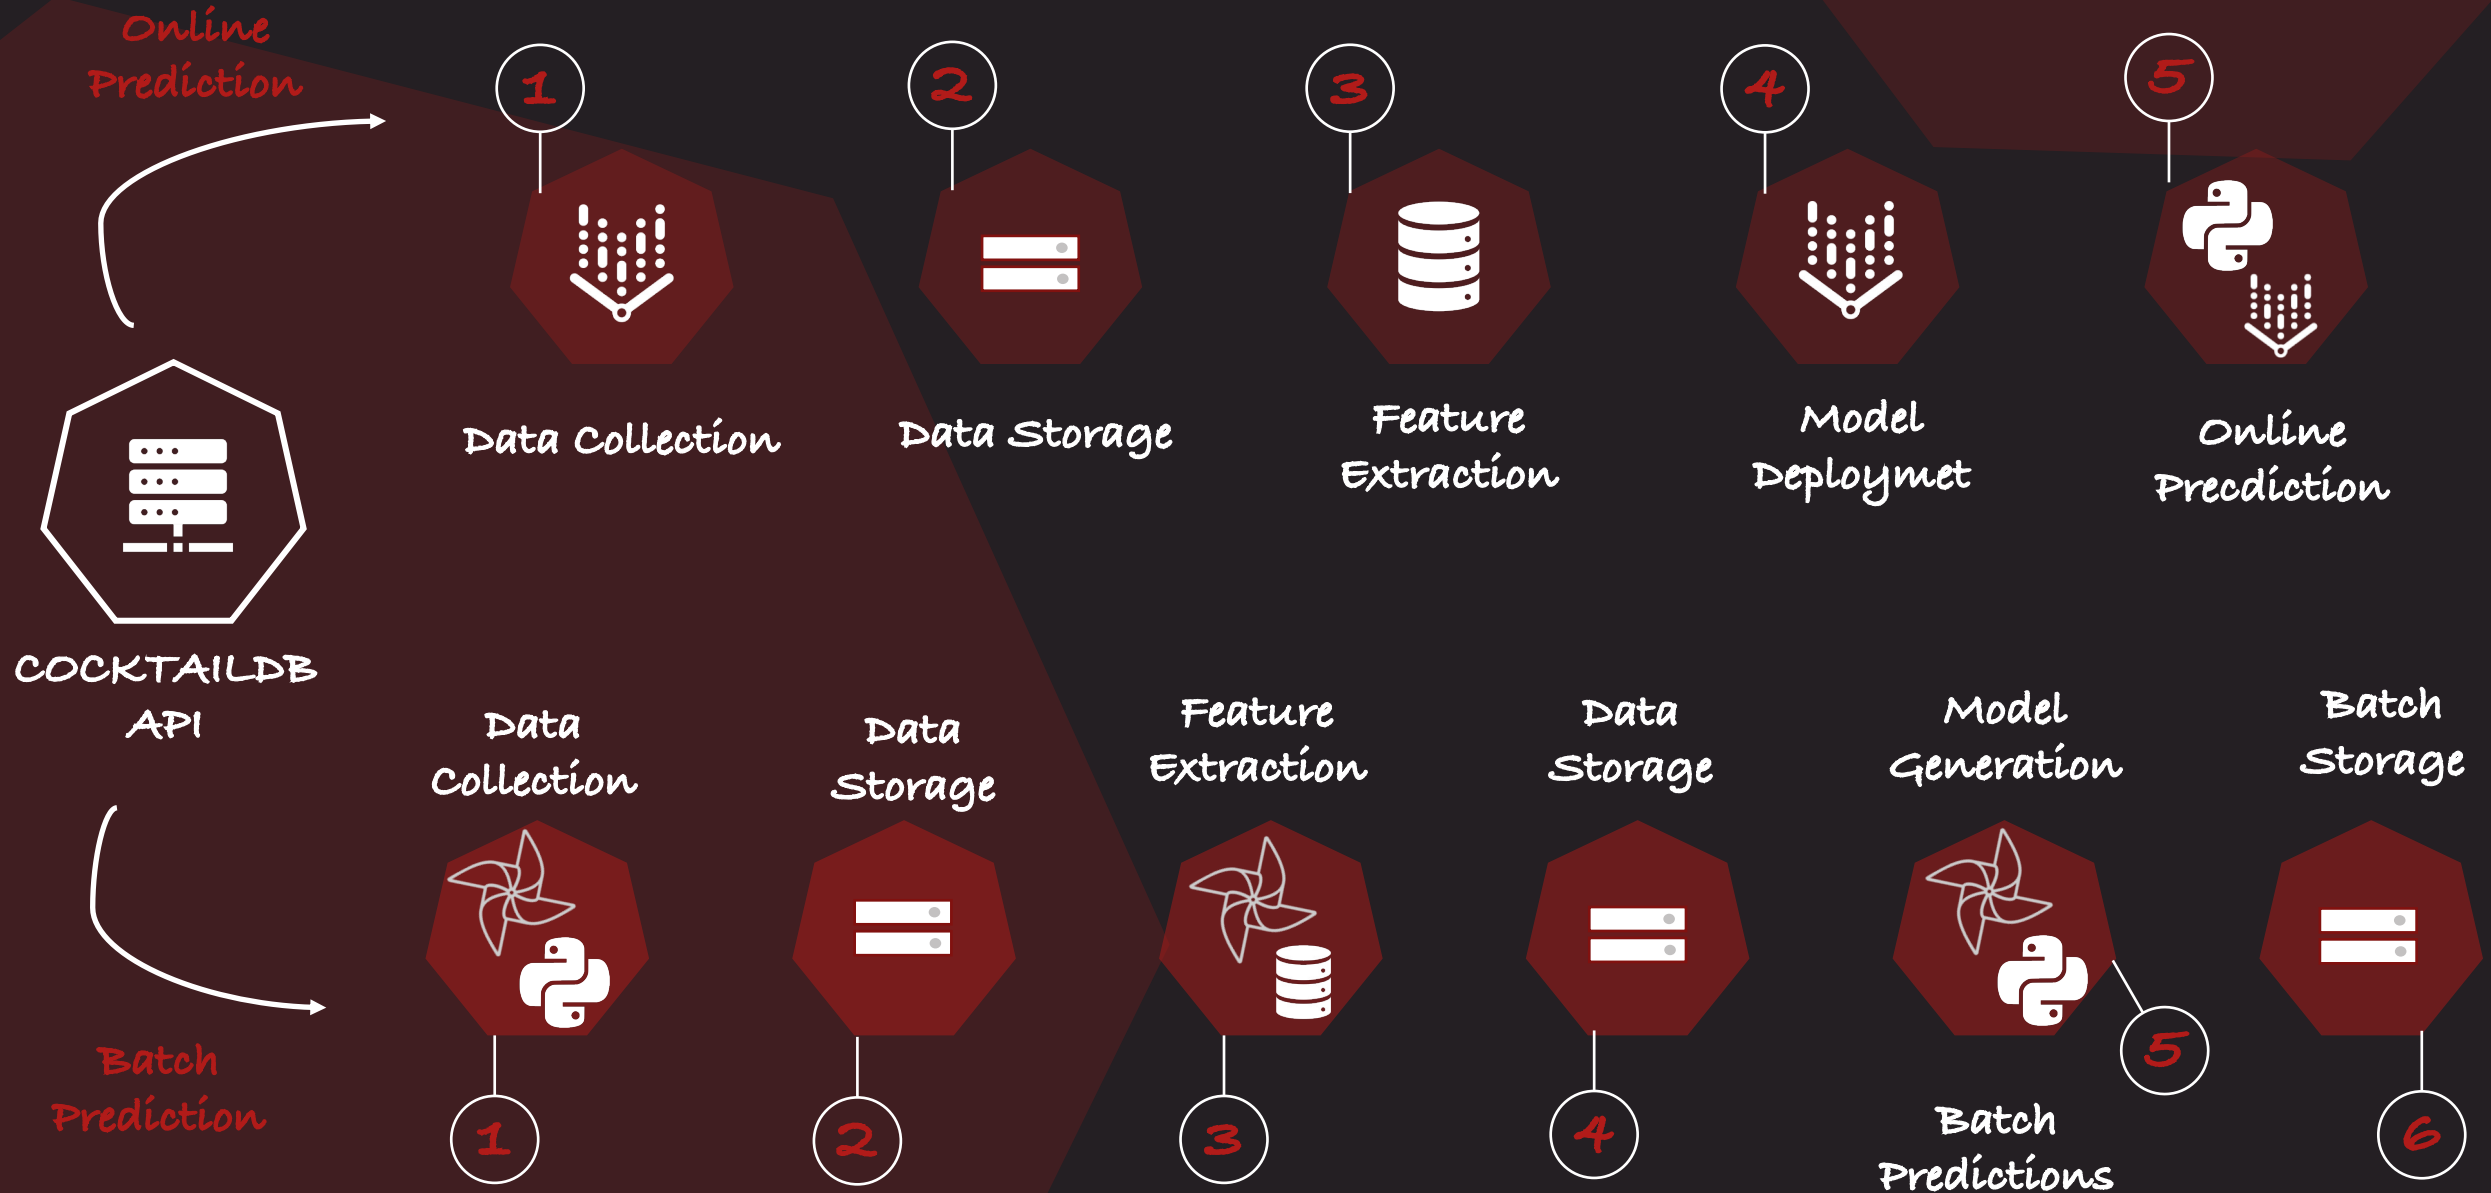 Online
Prediction
1
2
3
4
5
Data Collection
Data Storage
Feature
Extraction
Model
Deploymet
Online
Precdiction
COCKTAILDB
API
Data
Collection
Data
Storage
Feature
Extraction
Data
Storage
Model
Generation
Batch
Storage
Batch
Prediction
1
2
3
4
5
Batch
Predictions
6